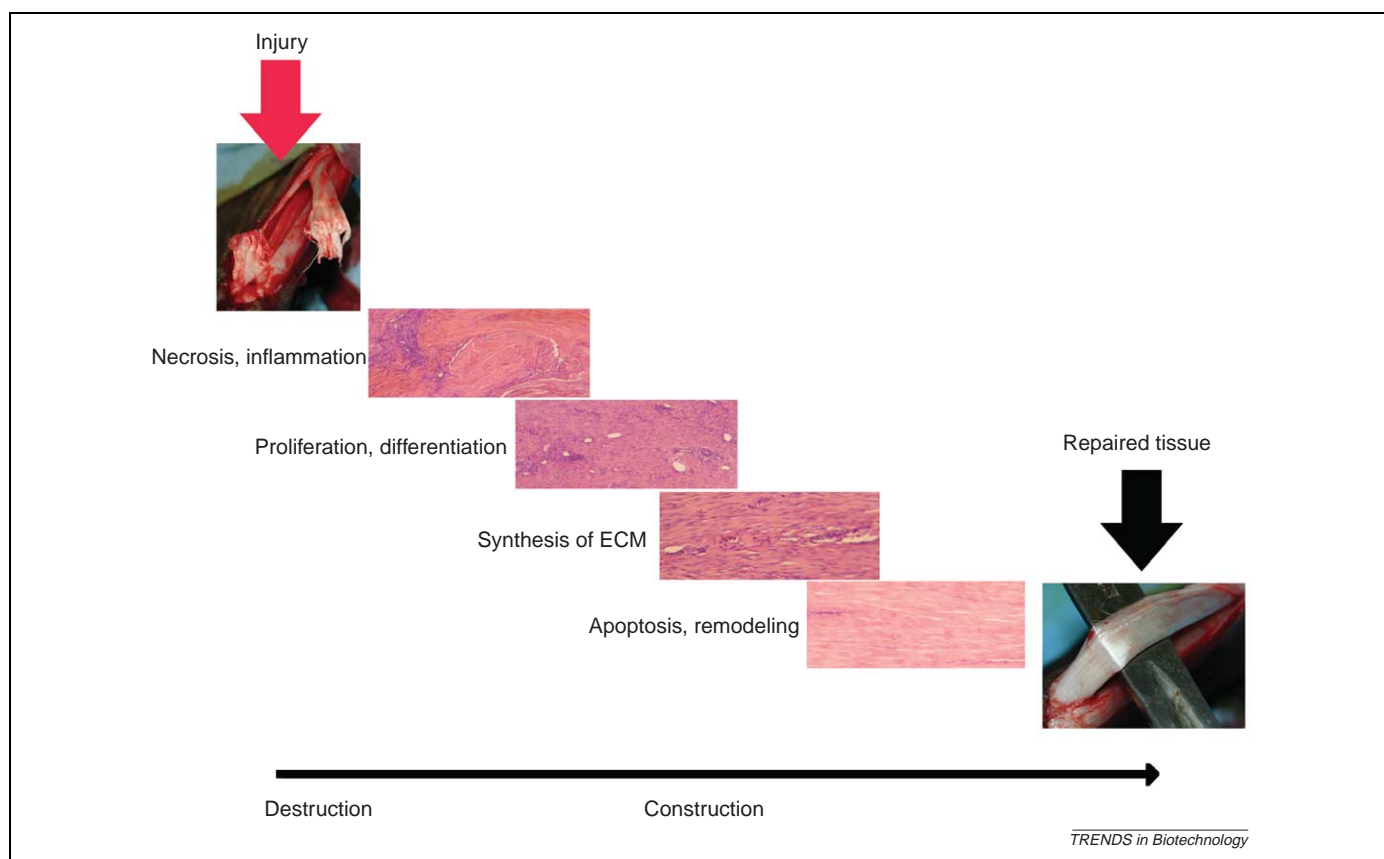 Injury
Necrosis, inflammation
Proliferation, differentiation
Repaired tissue
Synthesis of ECM
Apoptosis, remodeling
Destruction
Construction
TRENDS in Biotechnology